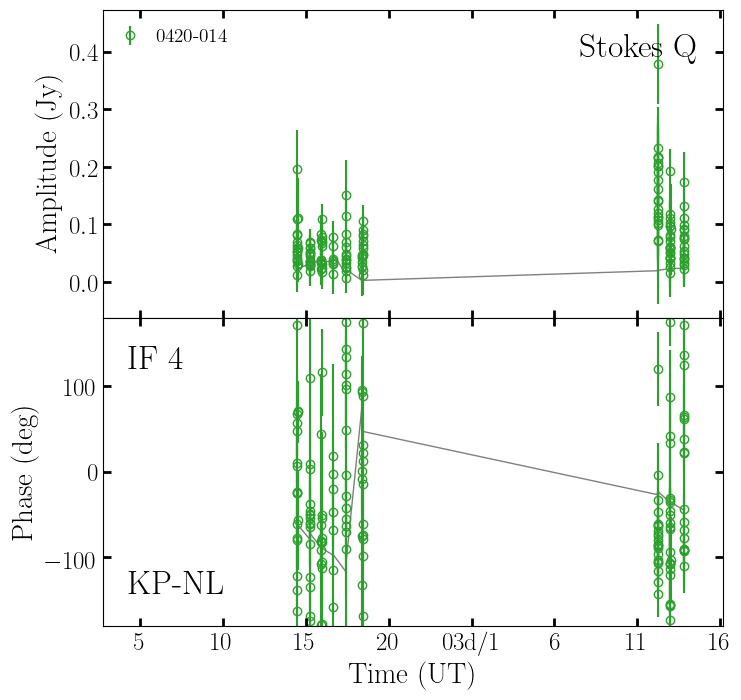 0420-014
Stokes Q
Amplitude (Jy)
0.4
0.3
0.2
0.1
0.0
IF 4
KP-NL
Phase (deg)
100
0
−100
5 10 15 20 03d/1 6 11 16
Time (UT)